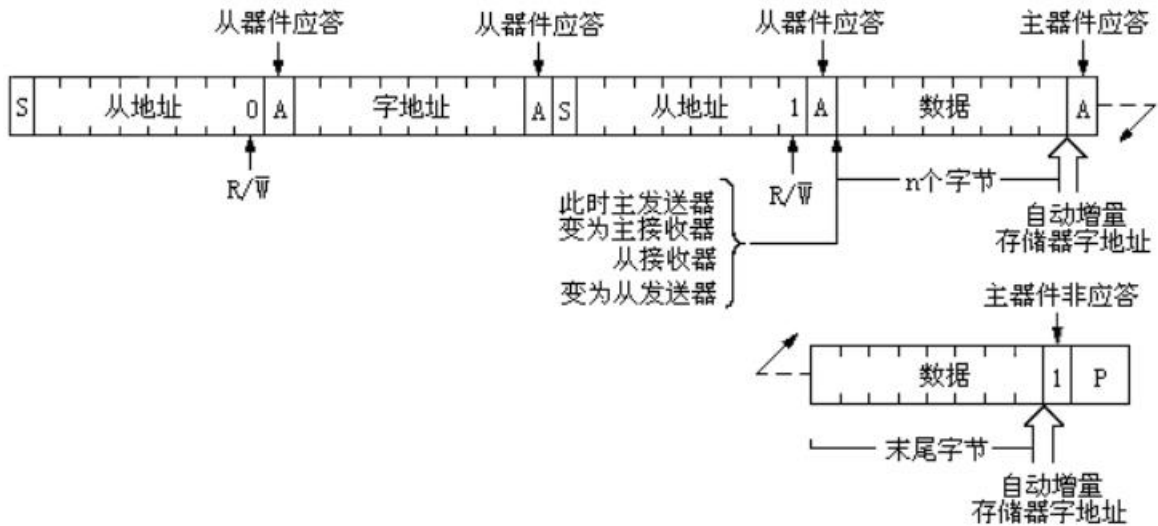 从器件应答 从器件应答 从器件应答 主器件应答
S 从地址 0 A 字地址 A S 从地址 1 A 数据 A
R/W̅ R/W̅ n个字节
此时主发送器
变为主接收器
从接收器
变为从发送器
自动增量
存储器字地址
主器件非应答
数据 1 P
末尾字节
自动增量
存储器字地址